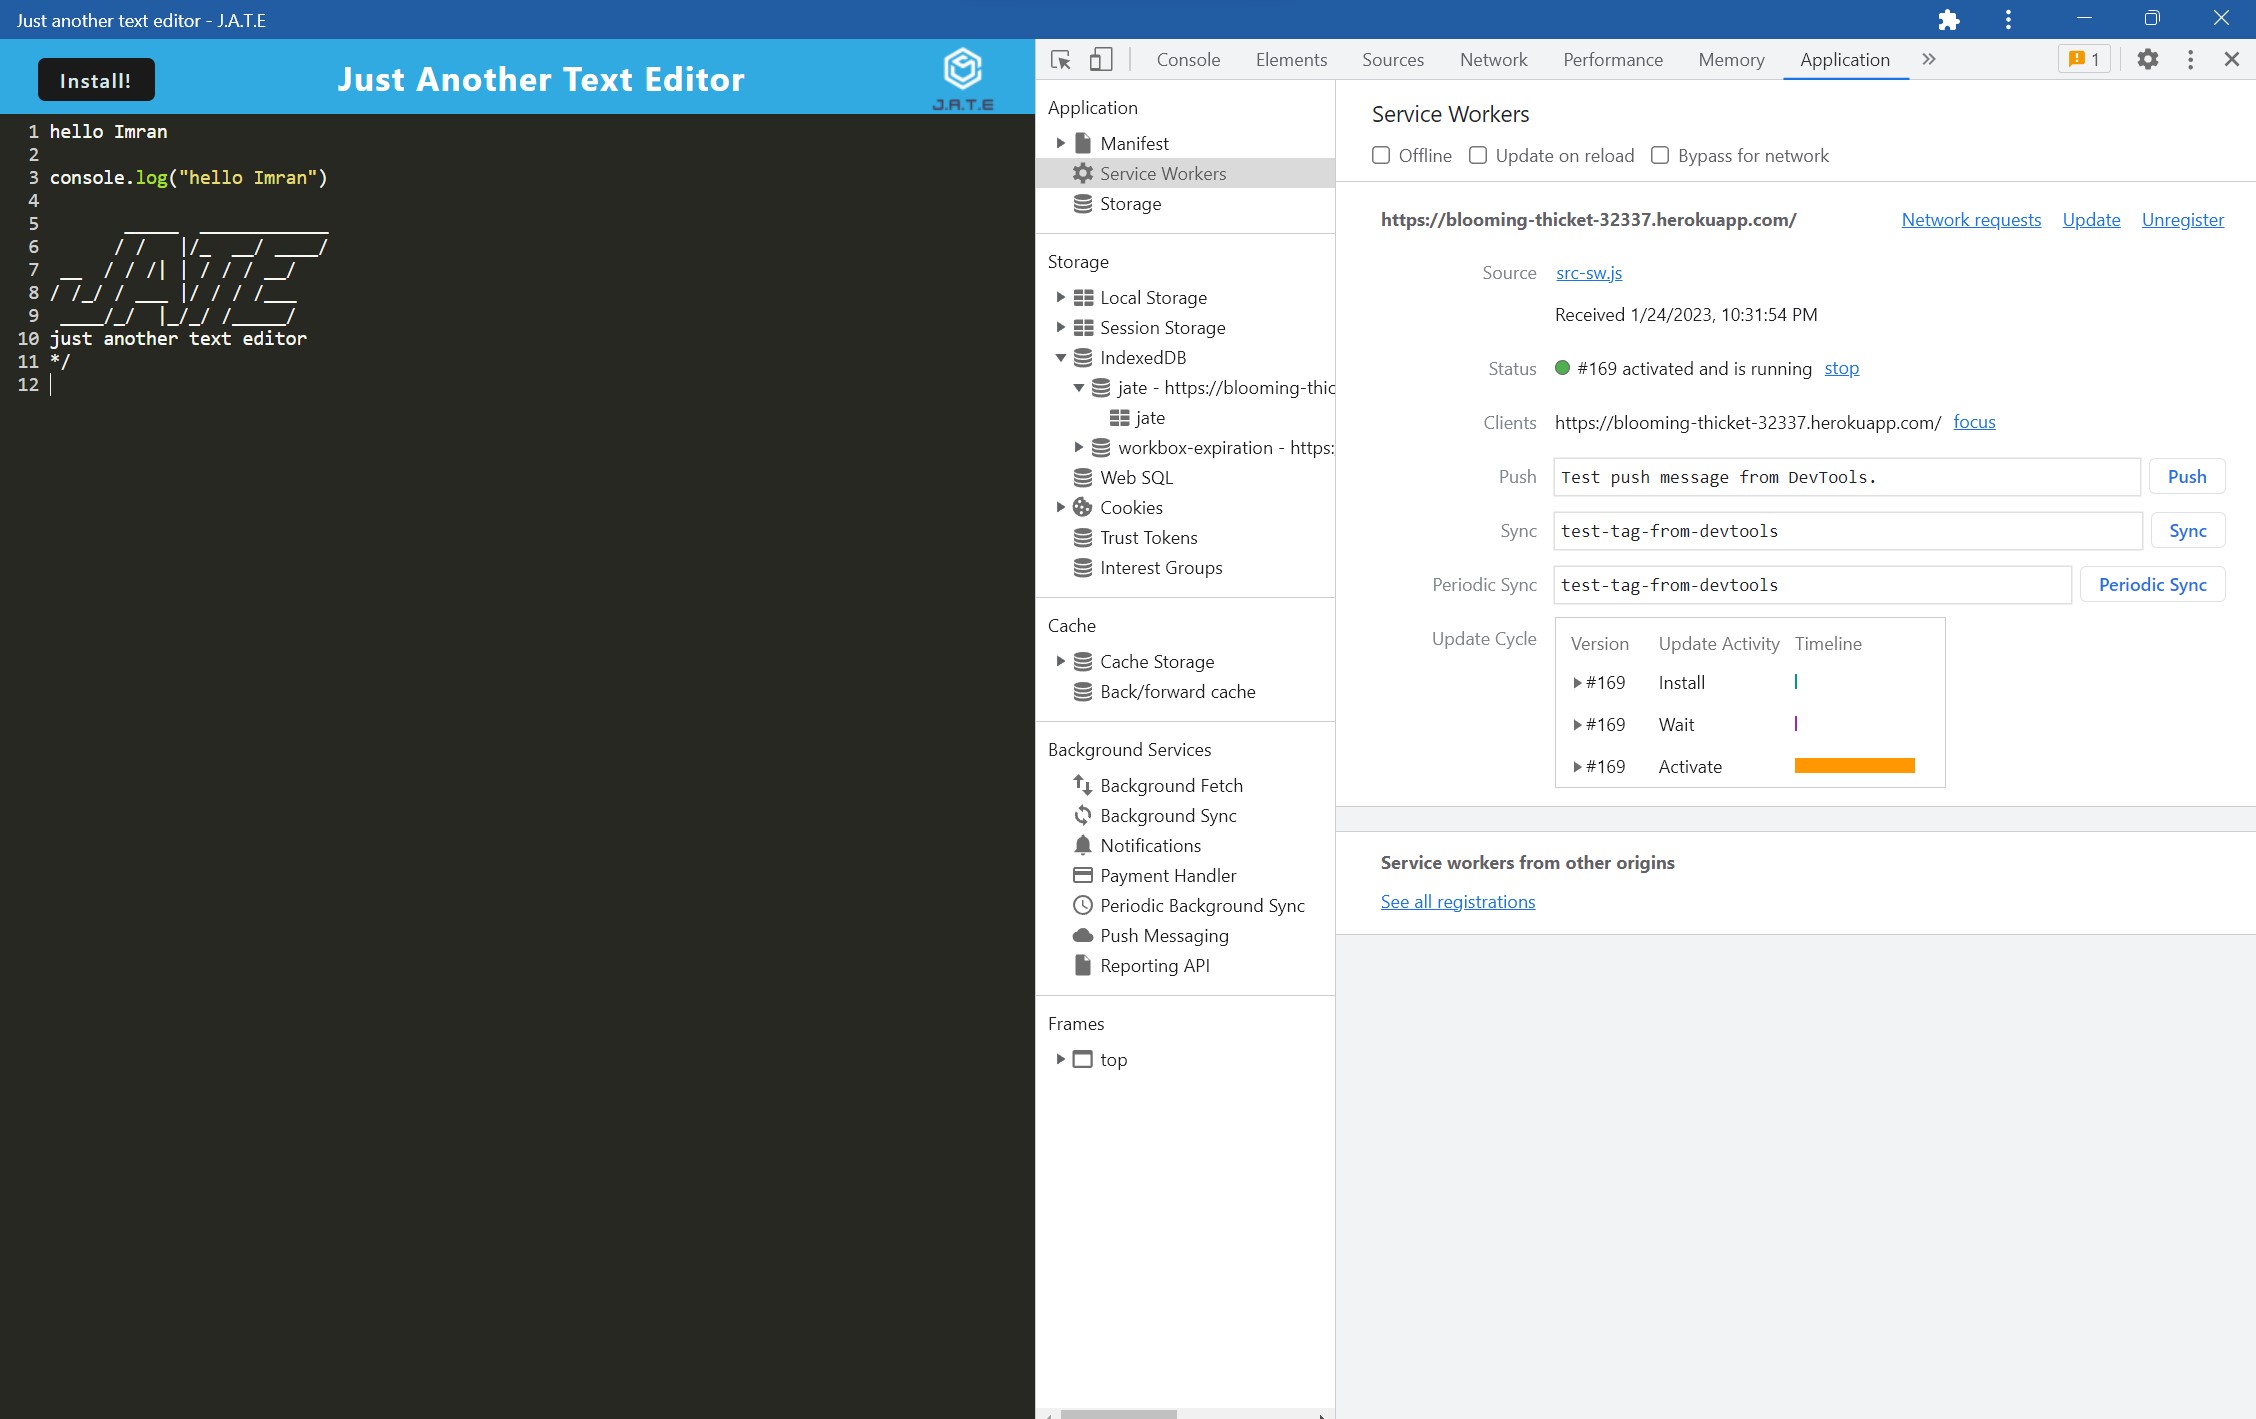 Just another text editor - J.A.T.E
Install!
Just Another Text Editor
J.A.T.E
1 hello Imran
2
3 console.log("hello Imran")
4
5        _____  ____________
6       / /   |/_  __/ ____/
7  __  / / /| | / / / __/
8 / /_/ / ___ |/ / / /___
9  ____/_/  |_/_/ /_____/
10 just another text editor
11 */
12
Console Elements Sources Network Performance Memory Application » 1
Application
Manifest
Service Workers
Storage
Storage
Local Storage
Session Storage
IndexedDB
jate - https://blooming-thic
jate
workbox-expiration - https:
Web SQL
Cookies
Trust Tokens
Interest Groups
Cache
Cache Storage
Back/forward cache
Background Services
Background Fetch
Background Sync
Notifications
Payment Handler
Periodic Background Sync
Push Messaging
Reporting API
Frames
top
Service Workers
Offline Update on reload Bypass for network
https://blooming-thicket-32337.herokuapp.com/ Network requests Update Unregister
Source src-sw.js
Received 1/24/2023, 10:31:54 PM
Status #169 activated and is running stop
Clients https://blooming-thicket-32337.herokuapp.com/ focus
Push Test push message from DevTools. Push
Sync test-tag-from-devtools Sync
Periodic Sync test-tag-from-devtools Periodic Sync
Update Cycle Version Update Activity Timeline
#169 Install
#169 Wait
#169 Activate
Service workers from other origins
See all registrations